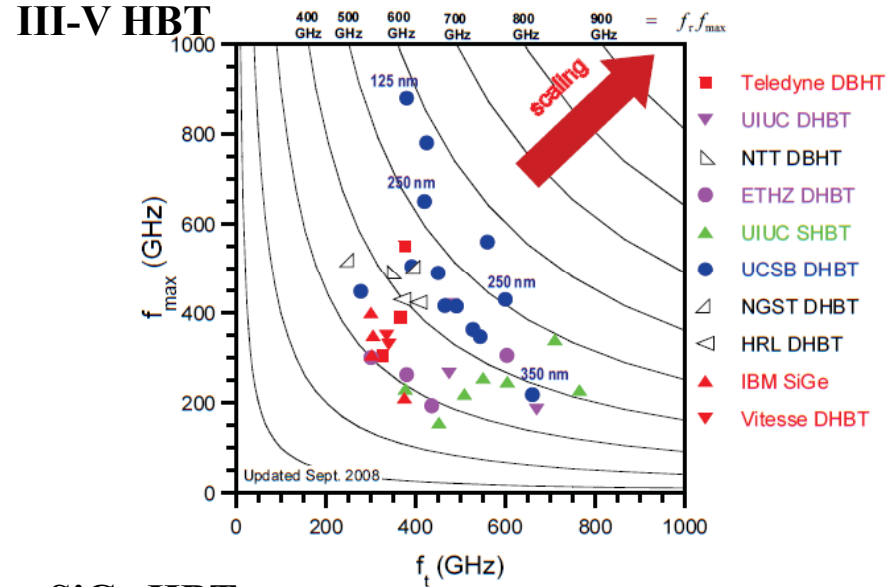 III-V HBT
400 500 600 700 800 900 = fτ fmax
GHz GHz GHz GHz GHz GHz
1000
800
600
400
200
0
fmax (GHz)
125 nm
scaling
250 nm
250 nm
350 nm
Updated Sept. 2008
0 200 400 600 800 1000
ft (GHz)
Teledyne DBHT
UIUC DHBT
NTT DBHT
ETHZ DHBT
UIUC SHBT
UCSB DHBT
NGST DHBT
HRL DHBT
IBM SiGe
Vitesse DHBT